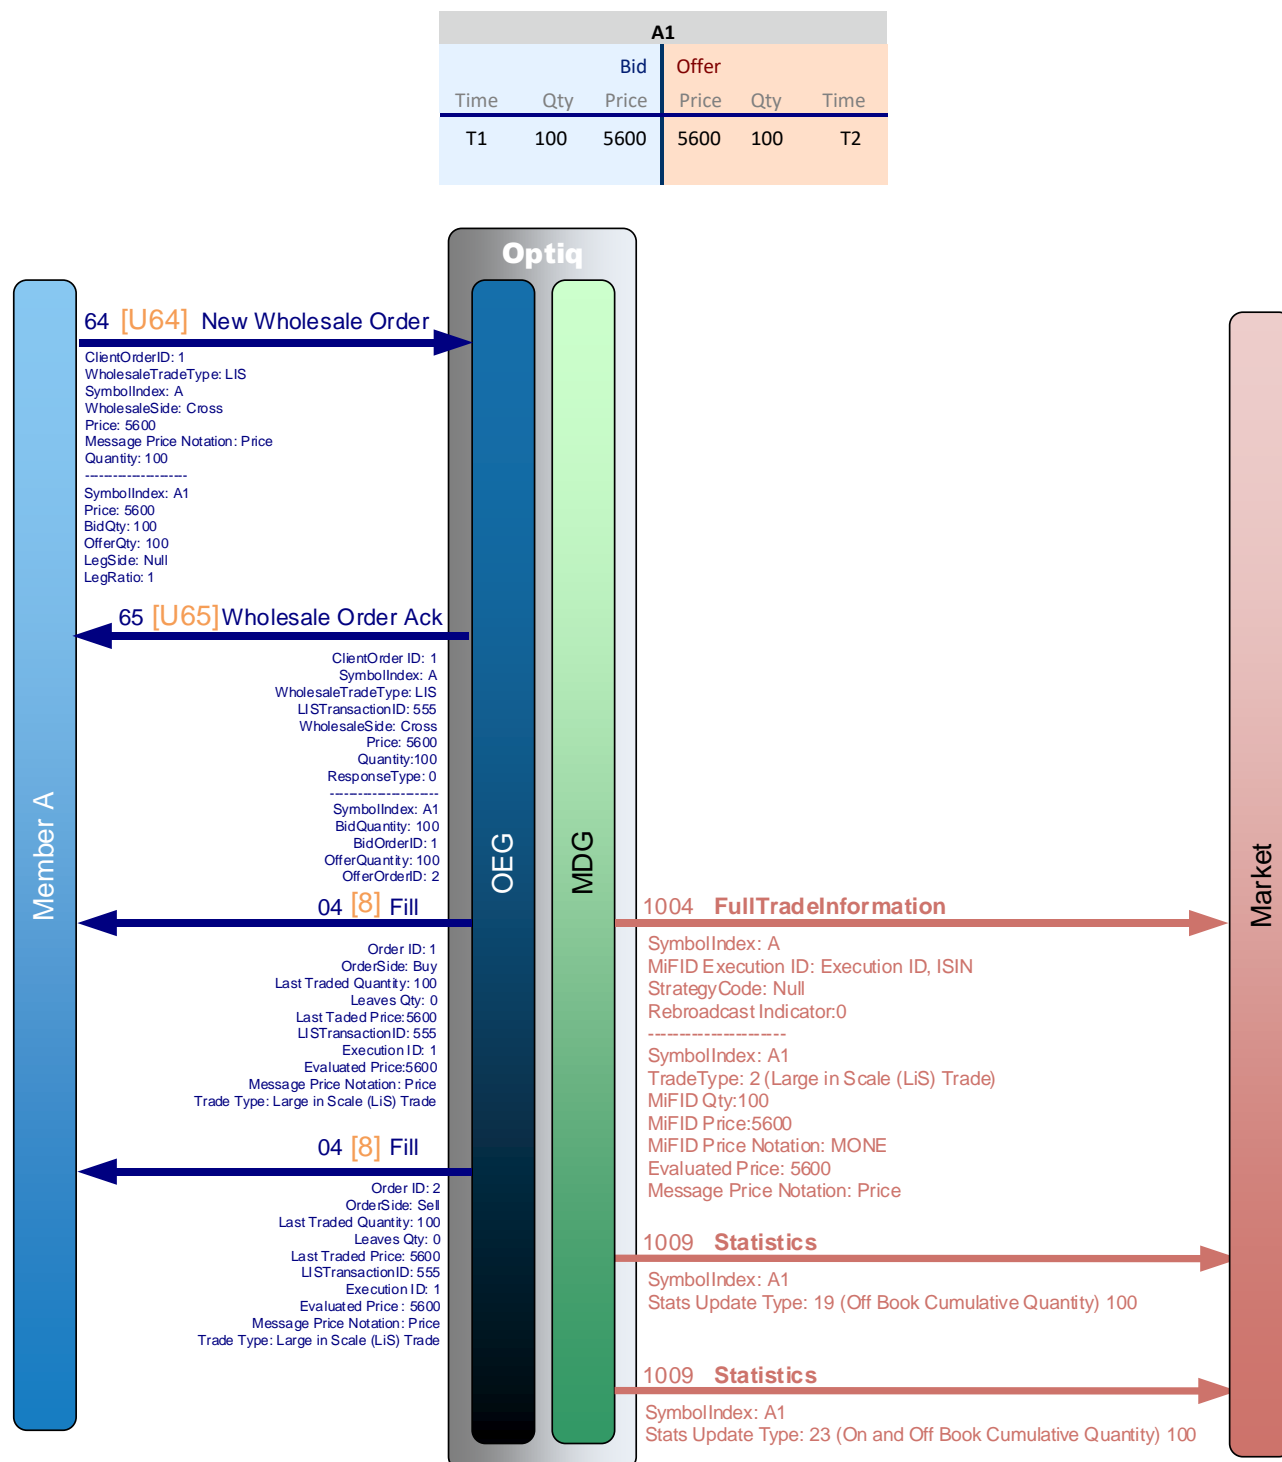 A1
Bid Offer
Time Qty Price Price Qty Time
T1 100 5600 5600 100 T2
Optiq
Member A
OEG
MDG
Market
64 [U64] New Wholesale Order
ClientOrderID: 1
WholesaleTradeType: LIS
SymbolIndex: A
WholesaleSide: Cross
Price: 5600
Message Price Notation: Price
Quantity: 100
----------------------
SymbolIndex: A1
Price: 5600
BidQty: 100
OfferQty: 100
LegSide: Null
LegRatio: 1
65 [U65] Wholesale Order Ack
ClientOrder ID: 1
SymbolIndex: A
WholesaleTradeType: LIS
LISTransactionID: 555
WholesaleSide: Cross
Price: 5600
Quantity:100
ResponseType: 0
-----------------------
SymbolIndex: A1
BidQuantity: 100
BidOrderID: 1
OfferQuantity: 100
OfferOrderID: 2
04 [8] Fill
Order ID: 1
OrderSide: Buy
Last Traded Quantity: 100
Leaves Qty: 0
Last Taded Price:5600
LISTransactionID: 555
Execution ID: 1
Evaluated Price:5600
Message Price Notation: Price
Trade Type: Large in Scale (LiS) Trade
04 [8] Fill
Order ID: 2
OrderSide: Sell
Last Traded Quantity: 100
Leaves Qty: 0
Last Traded Price: 5600
LISTransactionID: 555
Execution ID: 1
Evaluated Price : 5600
Message Price Notation: Price
Trade Type: Large in Scale (LiS) Trade
1004 FullTradeInformation
SymbolIndex: A
MiFID Execution ID: Execution ID, ISIN
StrategyCode: Null
Rebroadcast Indicator:0
----------------------
SymbolIndex: A1
TradeType: 2 (Large in Scale (LiS) Trade)
MiFID Qty:100
MiFID Price:5600
MiFID Price Notation: MONE
Evaluated Price: 5600
Message Price Notation: Price
1009 Statistics
SymbolIndex: A1
Stats Update Type: 19 (Off Book Cumulative Quantity) 100
1009 Statistics
SymbolIndex: A1
Stats Update Type: 23 (On and Off Book Cumulative Quantity) 100